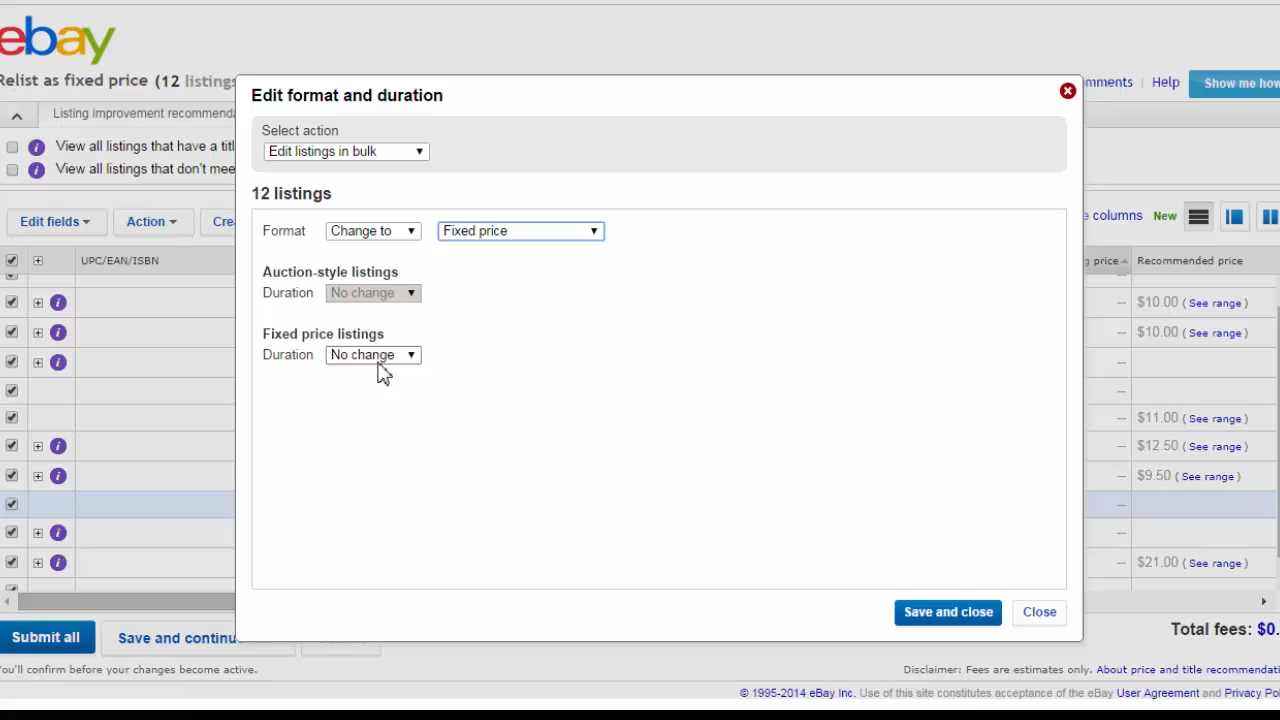 ebay
Relist as fixed price (12 listings
Comments | Help Show me how
Listing improvement recommenda
View all listings that have a titl
View all listings that don't mee
Edit fields Action Crea
e columns New
UPC/EAN/ISBN
g price Recommended price
-- $10.00 ( See range )
-- $10.00 ( See range )
--
--
-- $11.00 ( See range )
-- $12.50 ( See range )
-- $9.50 ( See range )
--
--
-- $21.00 ( See range )
Edit format and duration
Select action
Edit listings in bulk
12 listings
Format Change to Fixed price
Auction-style listings
Duration No change
Fixed price listings
Duration No change
Save and close Close
Submit all Save and continu
Total fees: $0.
You'll confirm before your changes become active.
Disclaimer: Fees are estimates only. About price and title recommendati
© 1995-2014 eBay Inc. Use of this site constitutes acceptance of the eBay User Agreement and Privacy Pol